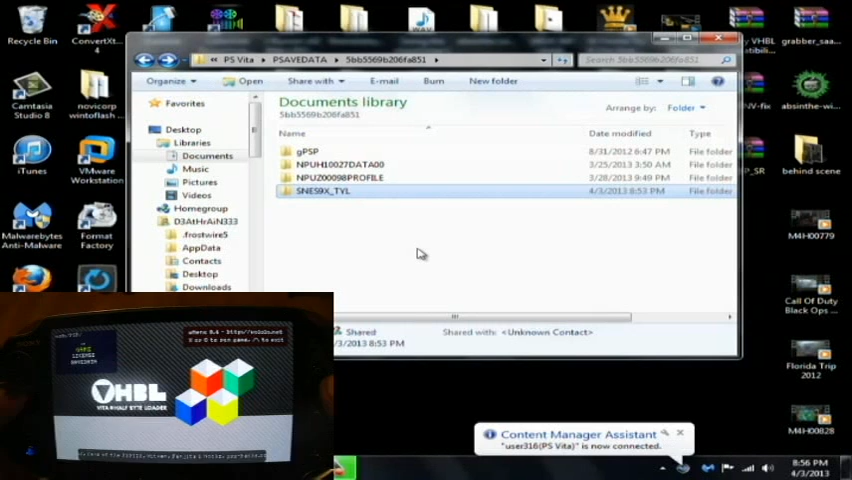 Recycle Bin
ConvertXt...
4
Camtasia
Studio 8
novicorp
wintoflash ...
iTunes
VMware
Workstation
Malwarebytes
Anti-Malware
Format
Factory
PS Vita
PSAVEDATA
5bb5569b206fa851
Search 5bb5569b206fa851
Organize
Open
Share with
E-mail
Burn
New folder
Favorites
Desktop
Libraries
Documents
Music
Pictures
Videos
Homegroup
D3AtHrAiN333
.frostwire5
AppData
Contacts
Desktop
Downloads
Documents library
5bb5569b206fa851
Arrange by: Folder
Name Date modified Type
gPSP 8/31/2012 6:47 PM File folder
NPUH10027DATA00 3/25/2013 3:50 AM File folder
NPUZ00098PROFILE 3/28/2013 9:49 PM File folder
SNES9X_TYL 4/3/2013 8:53 PM File folder
Shared
Shared with: <Unknown Contact>
4/3/2013 8:53 PM
WAV
VHBL
grabber_saa...
NV-fix
absinthe-wi...
behind scene
M4H00779
Call Of Duty
Black Ops ...
Florida Trip
2012
M4H00828
VHBL
VITA HALF BYTE LOADER
Content Manager Assistant
"user316(PS Vita)" is now connected.
8:56 PM
4/3/2013